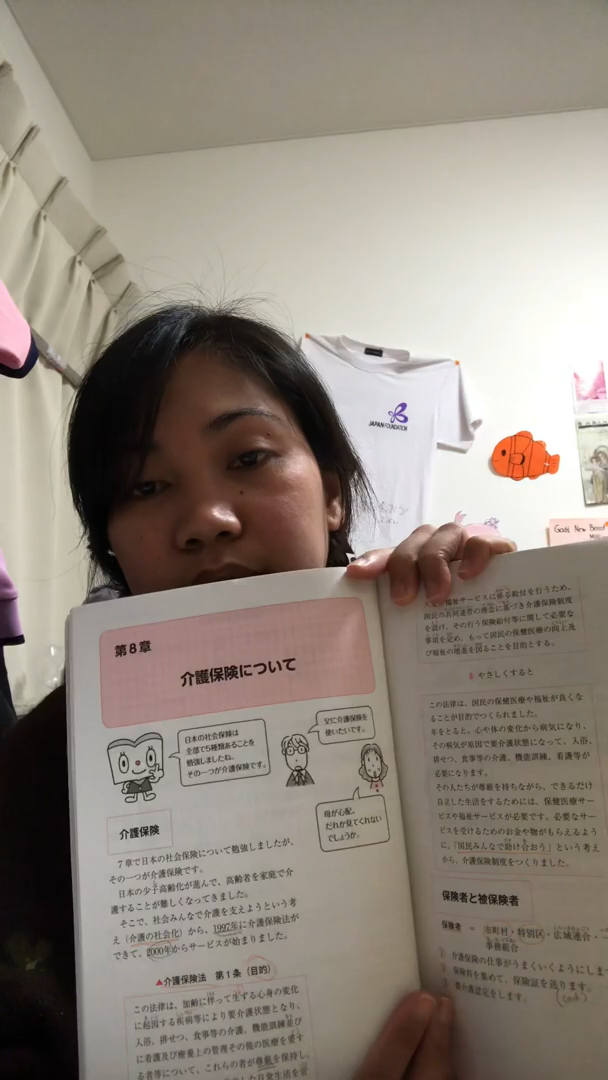 JAPANFOUNDATION
第8章
介護保険について
日本の社会保険は
全部で5種類あることを
勉強しましたね。
その一つが介護保険です。
父に介護保険を
使いたいです。
母が心配。
だれか見てくれない
でしょうか。
介護保険
7章で日本の社会保険について勉強しましたが、
その一つが介護保険です。
日本の少子高齢化が進んで、高齢者を家庭で介
護することが難しくなってきました。
そこで、社会みんなで介護を支えようという考
え（介護の社会化）から、1997年に介護保険法が
できて、2000年からサービスが始まりました。
▲介護保険法 第1条（目的）
この法律は、加齢に伴って生ずる心身の変化
に起因する疾病等により要介護状態となり、
入浴、排せつ、食事等の介護、機能訓練並び
に看護及び療養上の管理その他の医療を要す
る者等について、これらの者が尊厳を保持し、
福祉サービスに係る給付を行うため、
国民の共同連帯の理念に基づき介護保険制度
を設け、その行う保険給付等に関して必要な
事項を定め、もって国民の保健医療の向上及
び福祉の増進を図ることを目的とする。
やさしくすると
この法律は、国民の保健医療や福祉が良くな
ることが目的でつくられました。
年をとると、心や体の変化から病気になり、
その病気が原因で要介護状態になって、入浴、
排せつ、食事等の介護、機能訓練、看護等が
必要になります。
その人たちが尊厳を持ちながら、できるだけ
自立した生活をするためには、保健医療サー
ビスや福祉サービスが必要です。必要なサー
ビスを受けるためのお金や物がもらえるよう
に、「国民みんなで助け合おう」という考え
から、介護保険制度をつくりました。
保険者と被保険者
保険者 = 市町村・特別区・広域連合・
事務組合
① 介護保険の仕事がうまくいくようにしま
② 保険料を集めて、保険証を送ります。
③ 要介護認定をします。